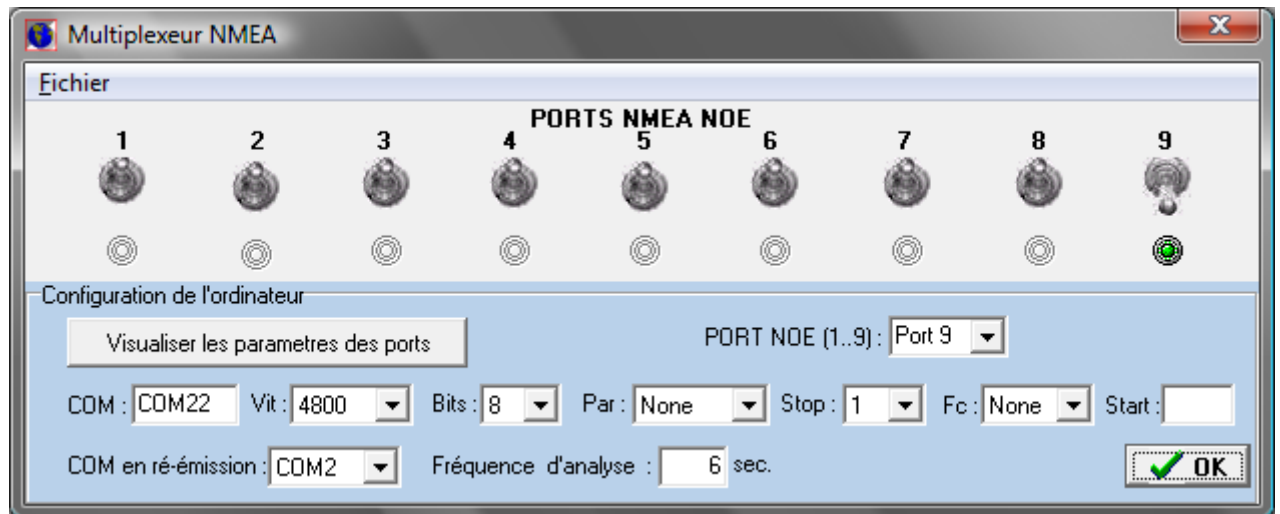 Multiplexeur NMEA
Fichier
PORTS NMEA NOE
1 2 3 4 5 6 7 8 9
Configuration de l'ordinateur
Visualiser les parametres des ports
PORT NOE (1..9) : Port 9
COM : COM22 Vit : 4800 Bits : 8 Par : None Stop : 1 Fc : None Start :
COM en ré-émission : COM2 Fréquence d'analyse : 6 sec.
OK